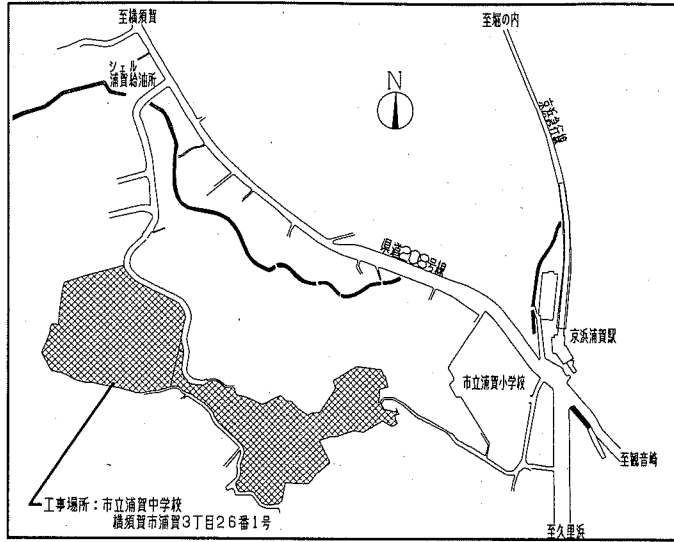 至横須賀
至堀の内
シェル
浦賀給油所
N
京浜急行線
県道208号線
京浜浦賀駅
市立浦賀小学校
至観音崎
工事場所：市立浦賀中学校
横須賀市浦賀3丁目26番1号
至久里浜